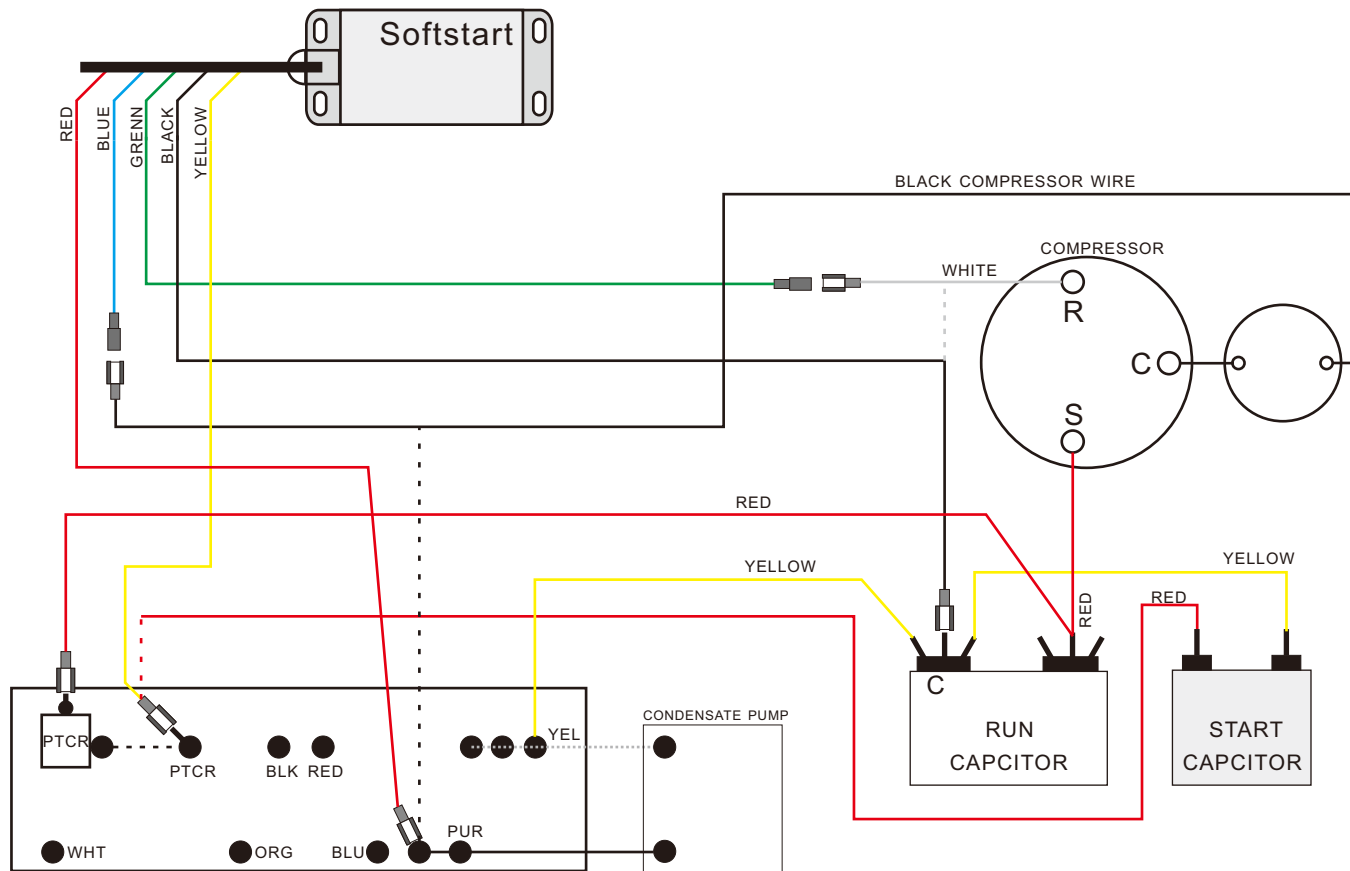 Softstart
RED
BLUE
GRENN
BLACK
YELLOW
BLACK COMPRESSOR WIRE
COMPRESSOR
WHITE
R
C
S
RED
YELLOW
RED
YELLOW
RED
C
RUN
CAPCITOR
START
CAPCITOR
CONDENSATE PUMP
PTCR
PTCR
BLK
RED
YEL
WHT
ORG
BLU
PUR